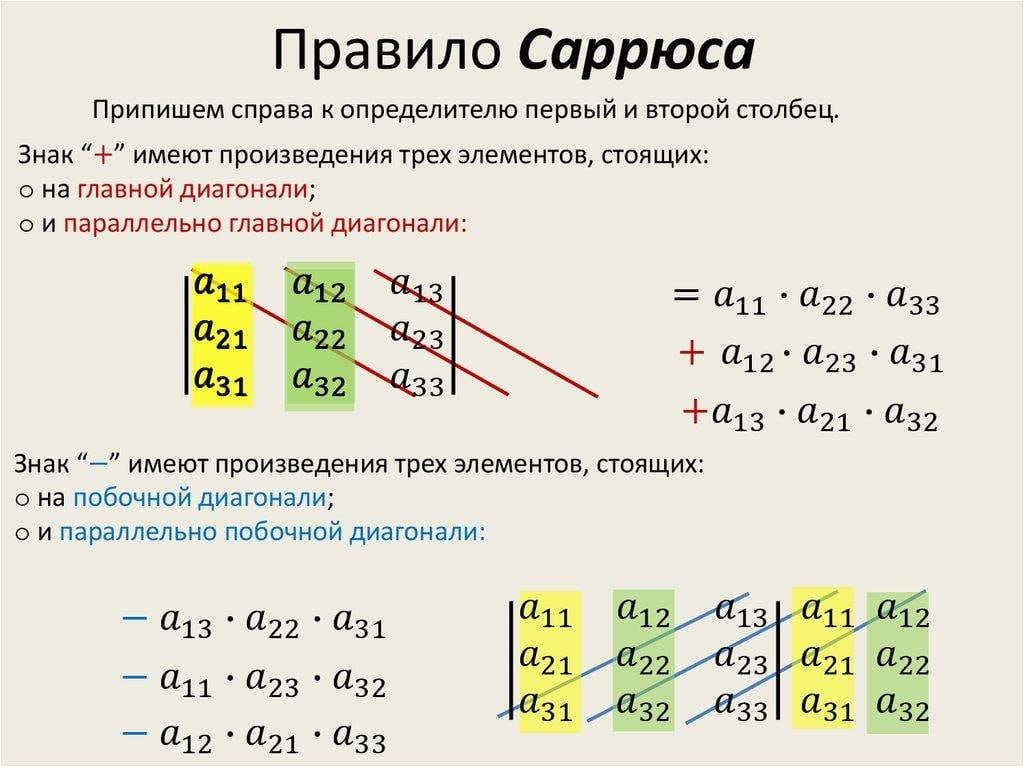 Правило Саррюса
Припишем справа к определителю первый и второй столбец.
Знак “+” имеют произведения трех элементов, стоящих:
o на главной диагонали;
o и параллельно главной диагонали:
a₁₁ a₁₂ a₁₃
a₂₁ a₂₂ a₂₃
a₃₁ a₃₂ a₃₃
= a₁₁ · a₂₂ · a₃₃
+ a₁₂ · a₂₃ · a₃₁
+a₁₃ · a₂₁ · a₃₂
Знак “−” имеют произведения трех элементов, стоящих:
o на побочной диагонали;
o и параллельно побочной диагонали:
− a₁₃ · a₂₂ · a₃₁
− a₁₁ · a₂₃ · a₃₂
− a₁₂ · a₂₁ · a₃₃
a₁₁ a₁₂ a₁₃ a₁₁ a₁₂
a₂₁ a₂₂ a₂₃ a₂₁ a₂₂
a₃₁ a₃₂ a₃₃ a₃₁ a₃₂